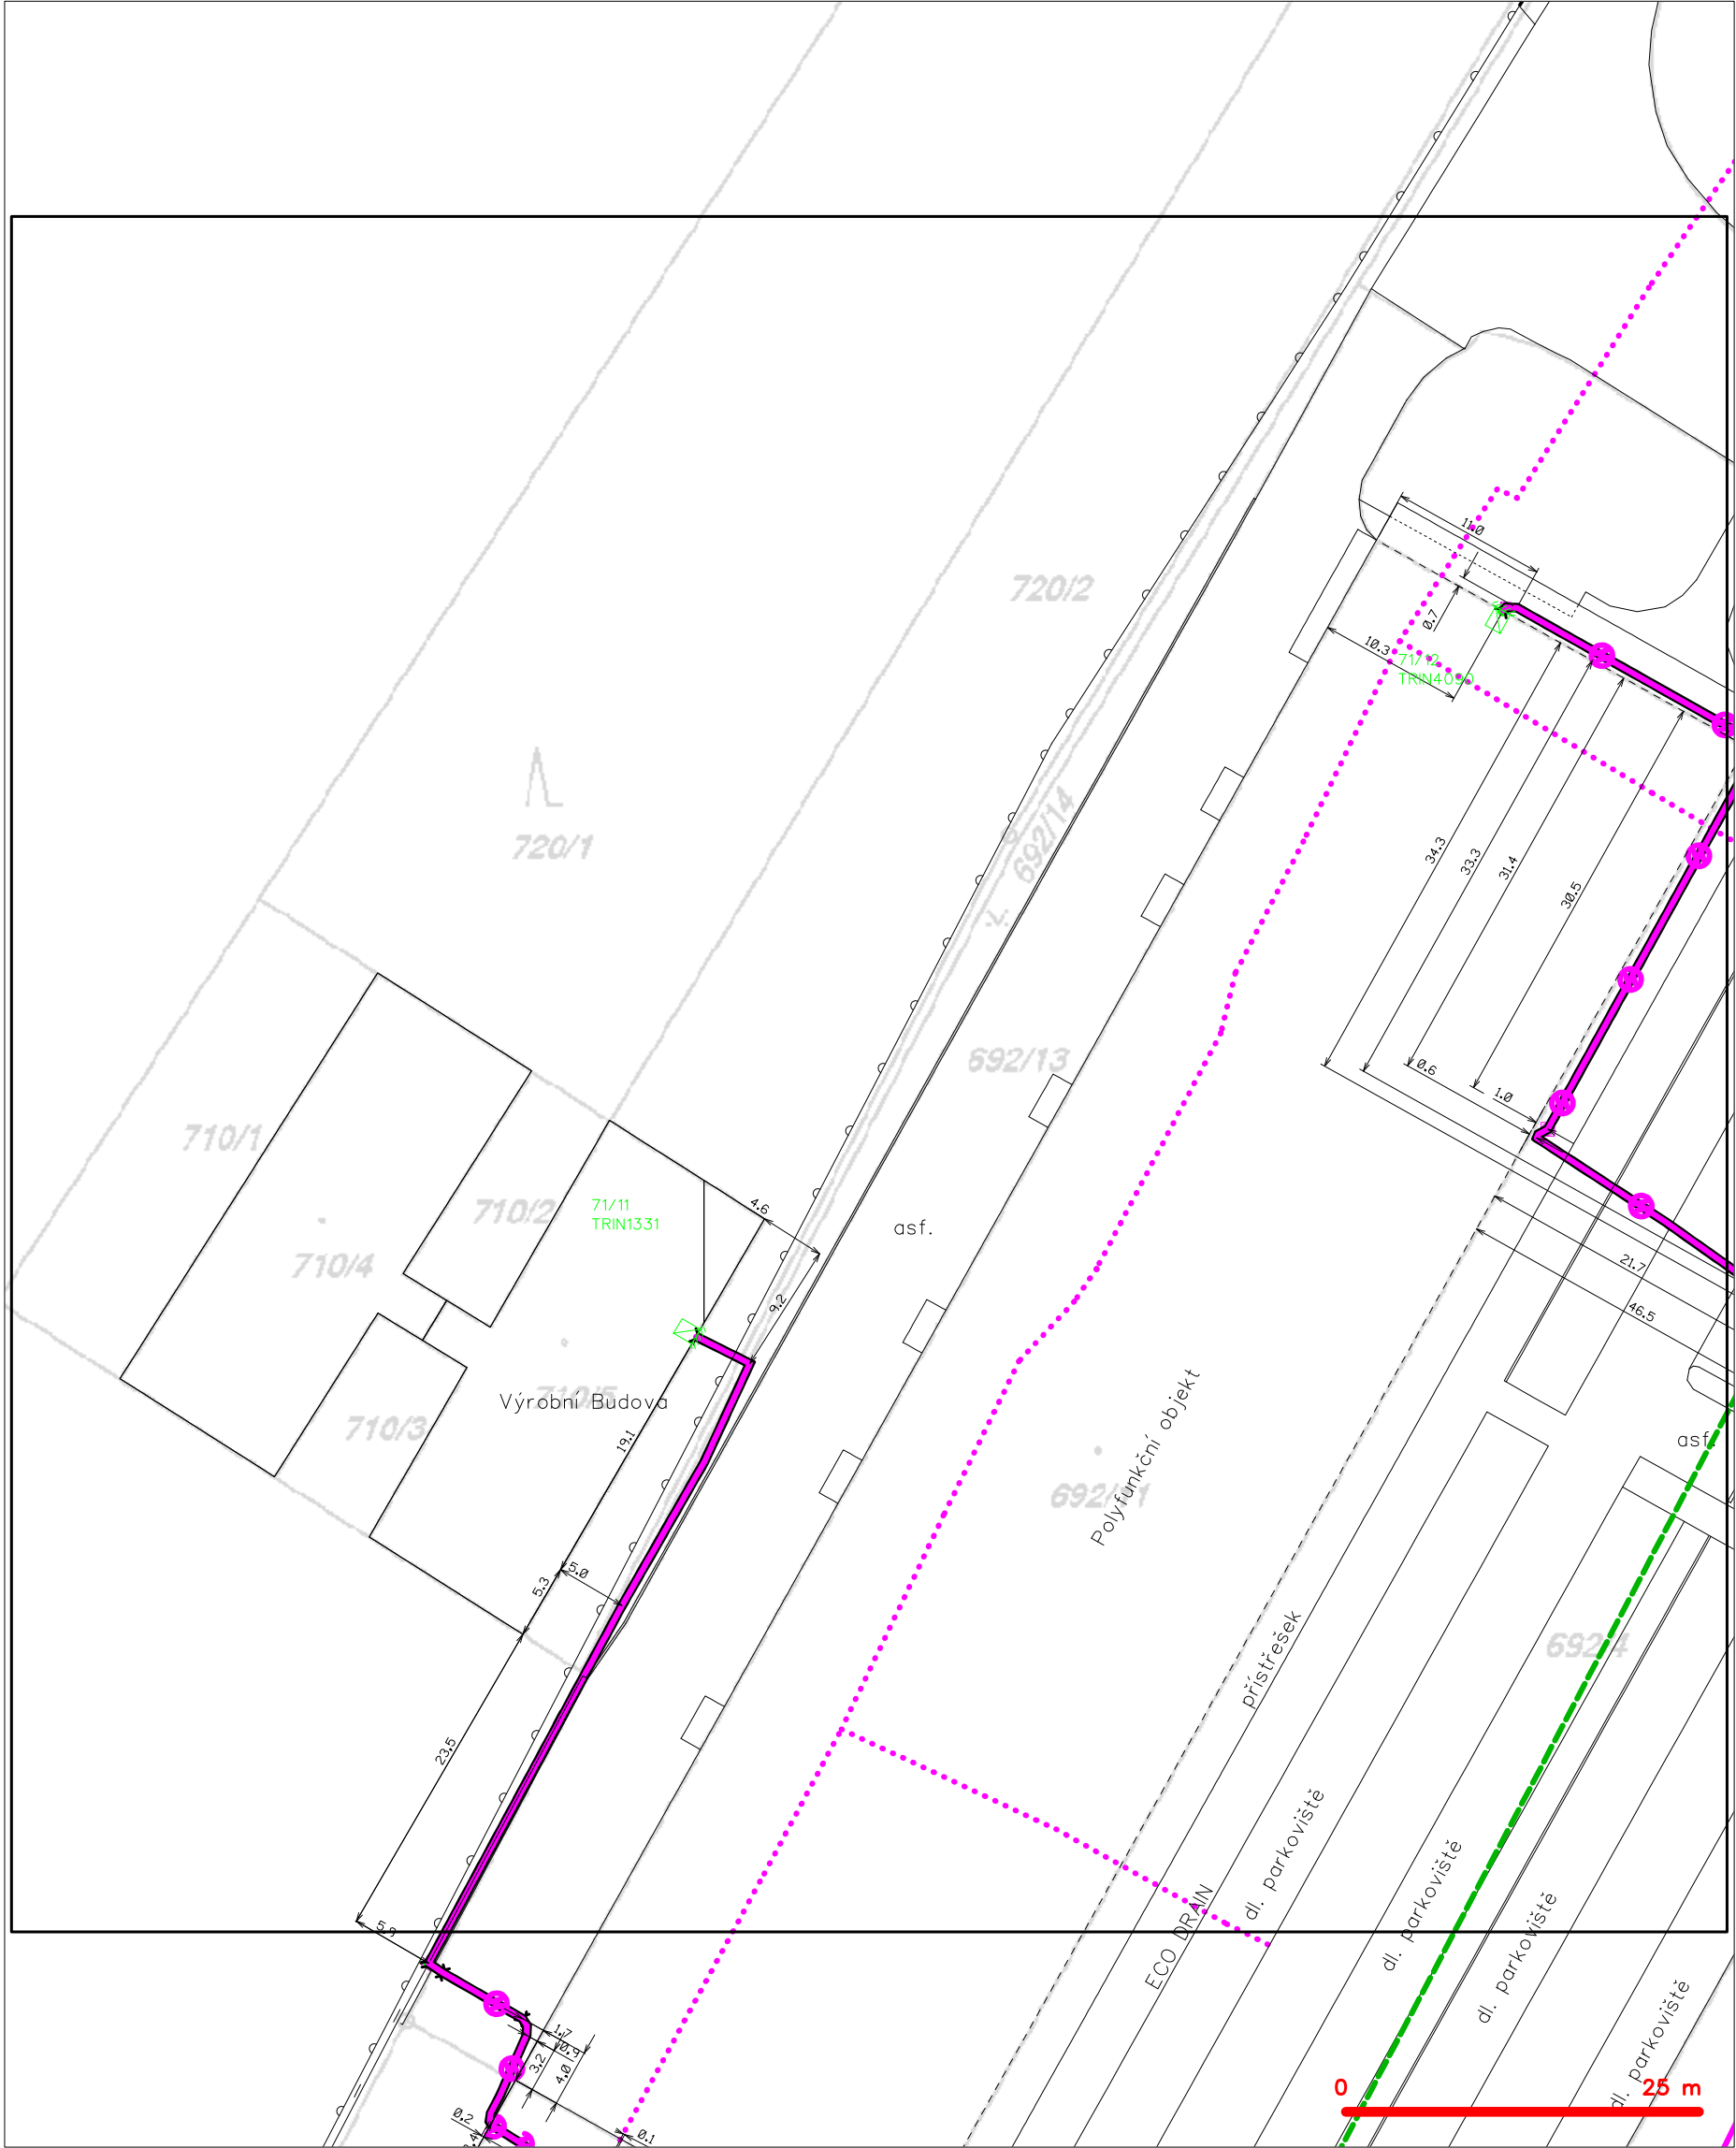 11.0
720/2
0.7
10.3
71/12
TRIN4090
720/1
692/14
34.3
33.3
31.4
30.5
692/13
0.6
1.0
710/1
710/2
71/11
TRIN1331
4.6
asf.
710/4
9.2
21.7
46.5
Výrobní Budova
710/3
19.1
Polyfunkční objekt
asf.
5.3
5.0
přístřešek
23.5
ECO DRAIN
dl. parkoviště
dl. parkoviště
dl. parkoviště
dl. parkoviště
1.7
0.9
3.2
4.0
0.2
0.1
0
25 m